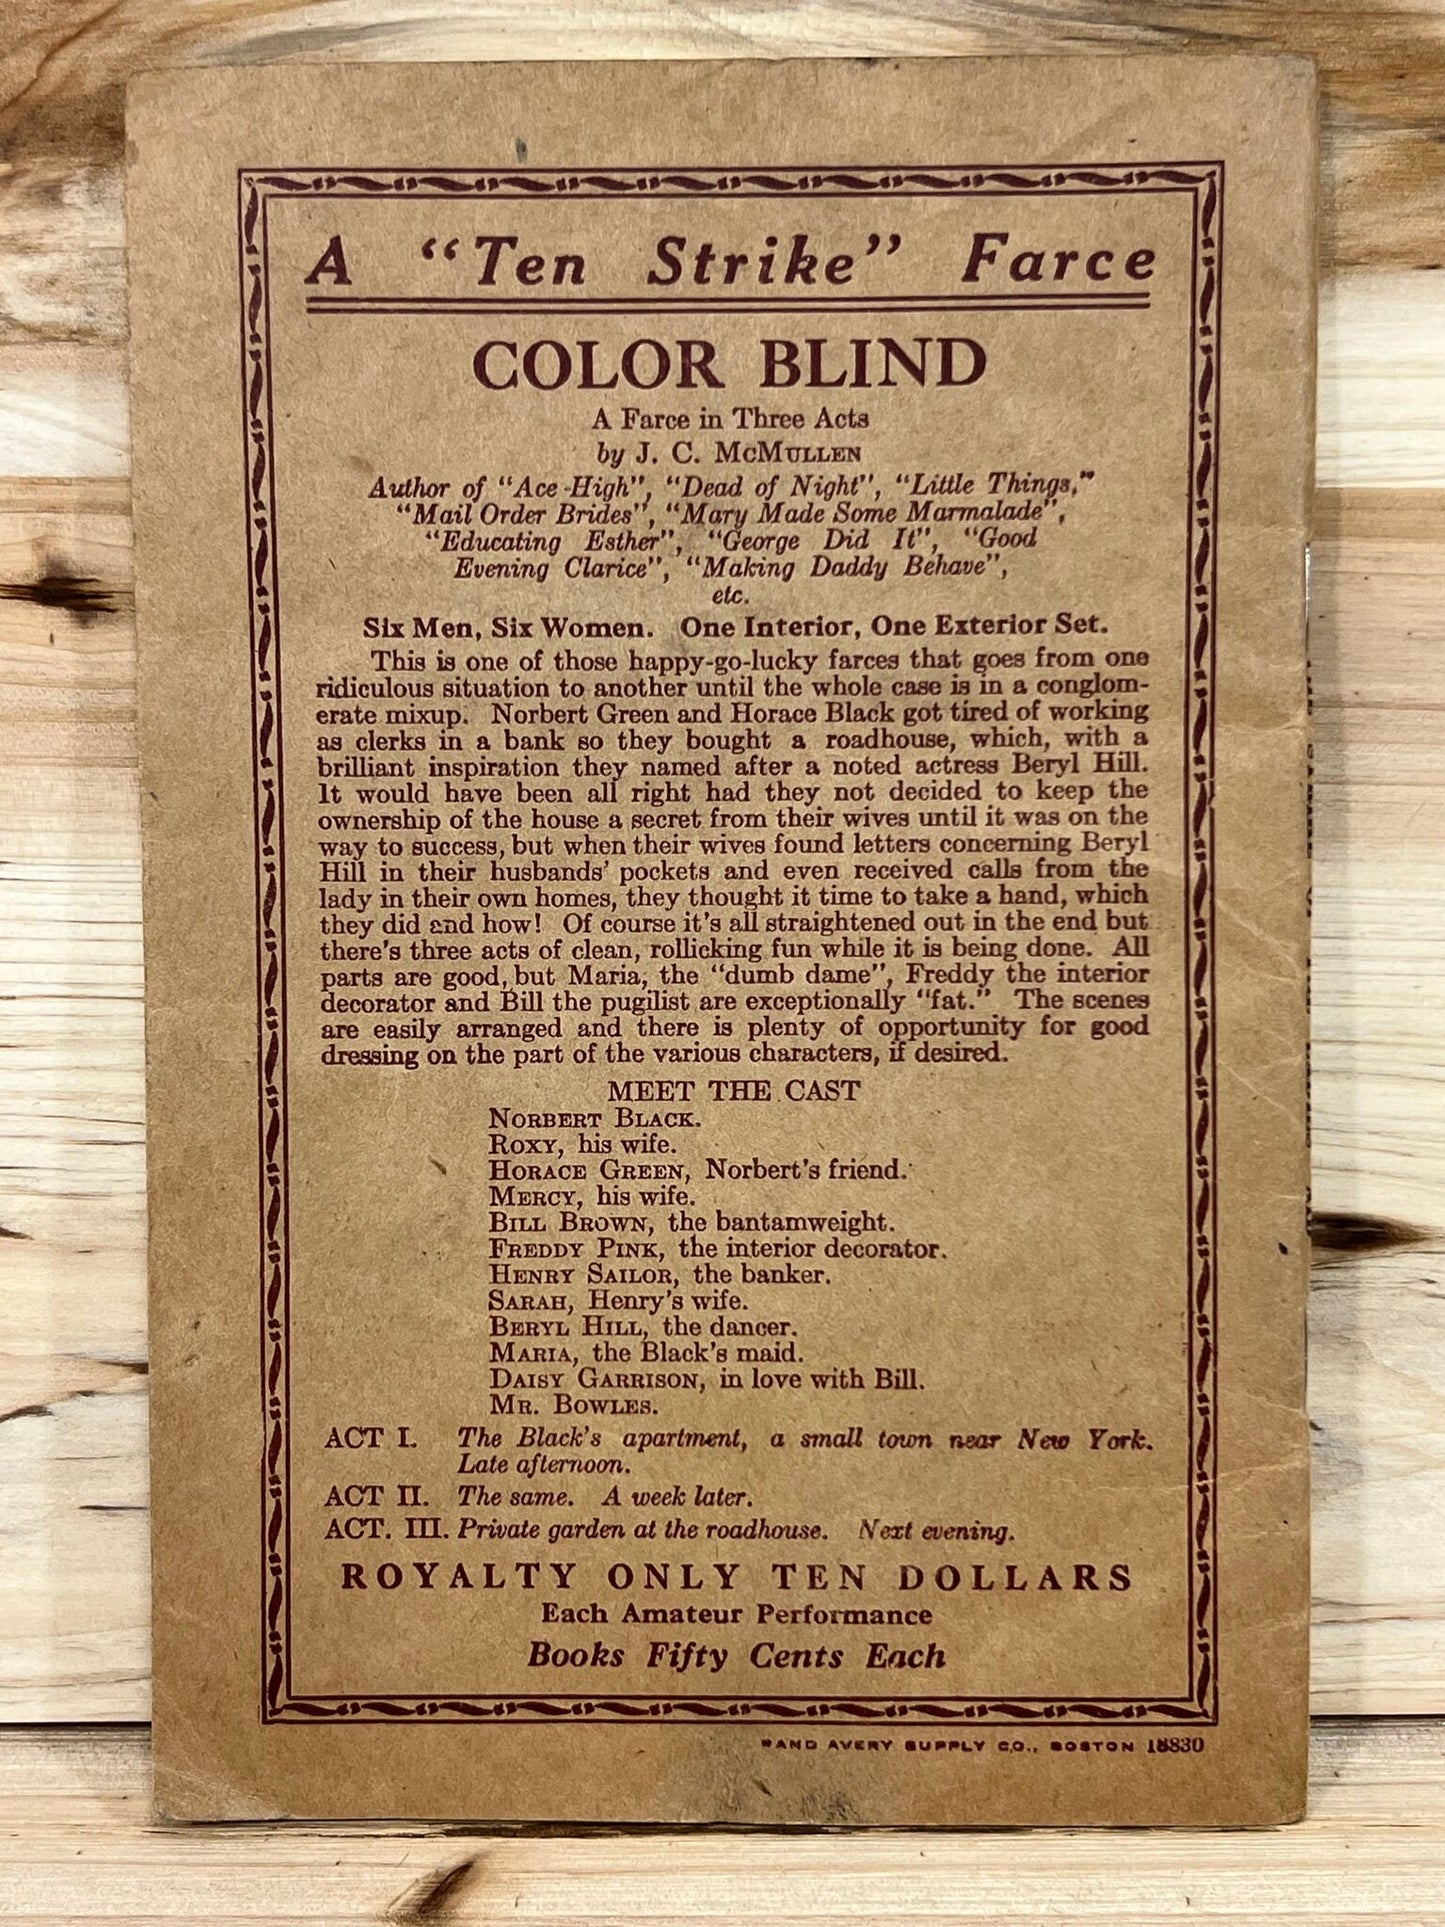 A "Ten Strike" Farce
COLOR BLIND
A Farce in Three Acts
by J. C. McMullen
Author of "Ace-High", "Dead of Night", "Little Things,"
"Mail Order Brides", "Mary Made Some Marmalade",
"Educating Esther", "George Did It", "Good
Evening Clarice", "Making Daddy Behave",
etc.
Six Men, Six Women. One Interior, One Exterior Set.
This is one of those happy-go-lucky farces that goes from one
ridiculous situation to another until the whole case is in a conglom-
erate mixup. Norbert Green and Horace Black got tired of working
as clerks in a bank so they bought a roadhouse, which, with a
brilliant inspiration they named after a noted actress Beryl Hill.
It would have been all right had they not decided to keep the
ownership of the house a secret from their wives until it was on the
way to success, but when their wives found letters concerning Beryl
Hill in their husbands' pockets and even received calls from the
lady in their own homes, they thought it time to take a hand, which
they did and how! Of course it's all straightened out in the end but
there's three acts of clean, rollicking fun while it is being done. All
parts are good, but Maria, the "dumb dame", Freddy the interior
decorator and Bill the pugilist are exceptionally "fat." The scenes
are easily arranged and there is plenty of opportunity for good
dressing on the part of the various characters, if desired.
MEET THE CAST
Norbert Black.
Roxy, his wife.
Horace Green, Norbert's friend.
Mercy, his wife.
Bill Brown, the bantamweight.
Freddy Pink, the interior decorator.
Henry Sailor, the banker.
Sarah, Henry's wife.
Beryl Hill, the dancer.
Maria, the Black's maid.
Daisy Garrison, in love with Bill.
Mr. Bowles.
ACT I. The Black's apartment, a small town near New York.
Late afternoon.
ACT II. The same. A week later.
ACT. III. Private garden at the roadhouse. Next evening.
ROYALTY ONLY TEN DOLLARS
Each Amateur Performance
Books Fifty Cents Each
RAND AVERY SUPPLY CO., BOSTON 18830